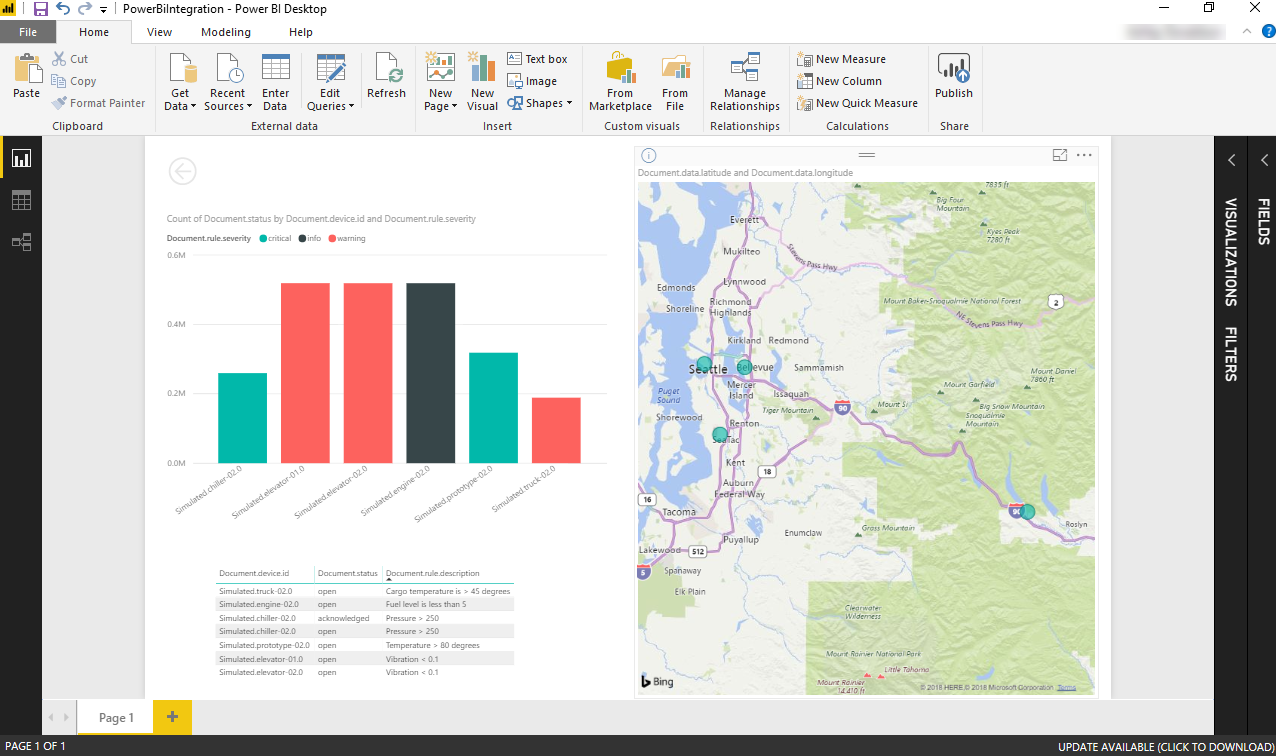 PowerBiIntegration - Power BI Desktop
File Home View Modeling Help
Paste
Cut
Copy
Format Painter
Clipboard
Get Data
Recent Sources
Enter Data
Edit Queries
Refresh
External data
New Page
New Visual
Text box
Image
Shapes
Insert
From Marketplace
From File
Custom visuals
Manage Relationships
Relationships
New Measure
New Column
New Quick Measure
Calculations
Publish
Share
Count of Document.status by Document.device.id and Document.rule.severity
Document.rule.severity critical info warning
0.6M
0.4M
0.2M
0.0M
Simulated.chiller-02.0
Simulated.elevator-01.0
Simulated.elevator-02.0
Simulated.engine-02.0
Simulated.prototype-02.0
Simulated.truck-02.0
Document.device.id Document.status Document.rule.description
Simulated.truck-02.0 open Cargo temperature is > 45 degrees
Simulated.engine-02.0 open Fuel level is less than 5
Simulated.chiller-02.0 acknowledged Pressure > 250
Simulated.chiller-02.0 open Pressure > 250
Simulated.prototype-02.0 open Temperature > 80 degrees
Simulated.elevator-01.0 open Vibration < 0.1
Simulated.elevator-02.0 open Vibration < 0.1
Document.data.latitude and Document.data.longitude
7835 ft
Big Four
Mountain
Everett
Kyes Peak
7280 ft
Mukilteo
Stevens Pass Hwy
Lynnwood
Edmonds
Richmond
Highlands
Shoreline
Mount Baker-Snoqualmie National Forest
2
NE Stevens Pass Hwy
Kirkland Redmond
Seattle
Sammamish
Mount Daniel
7860 ft
Mercer
Island
Mount Garfield
Puget
Sound
Issaquah
Tiger Mountain
90
Mount Si
Big Snow Mountain
Snoqualmie
Mountain
Shorewood
Renton
SeaTac
Kent
18
Auburn
Federal Way
16
Tacoma
90
Roslyn
Gross Mountain
Enumclaw
Puyallup
Lakewood
512
5
Spanaway
Elk Plain
Clearwater
Wilderness
Mount Rainier National Park
Little Tahoma
Mount Rainier
14,410 ft
Bing
© 2018 HERE © 2018 Microsoft Corporation Terms
VISUALIZATIONS
FILTERS
FIELDS
Page 1
PAGE 1 OF 1
UPDATE AVAILABLE (CLICK TO DOWNLOAD)